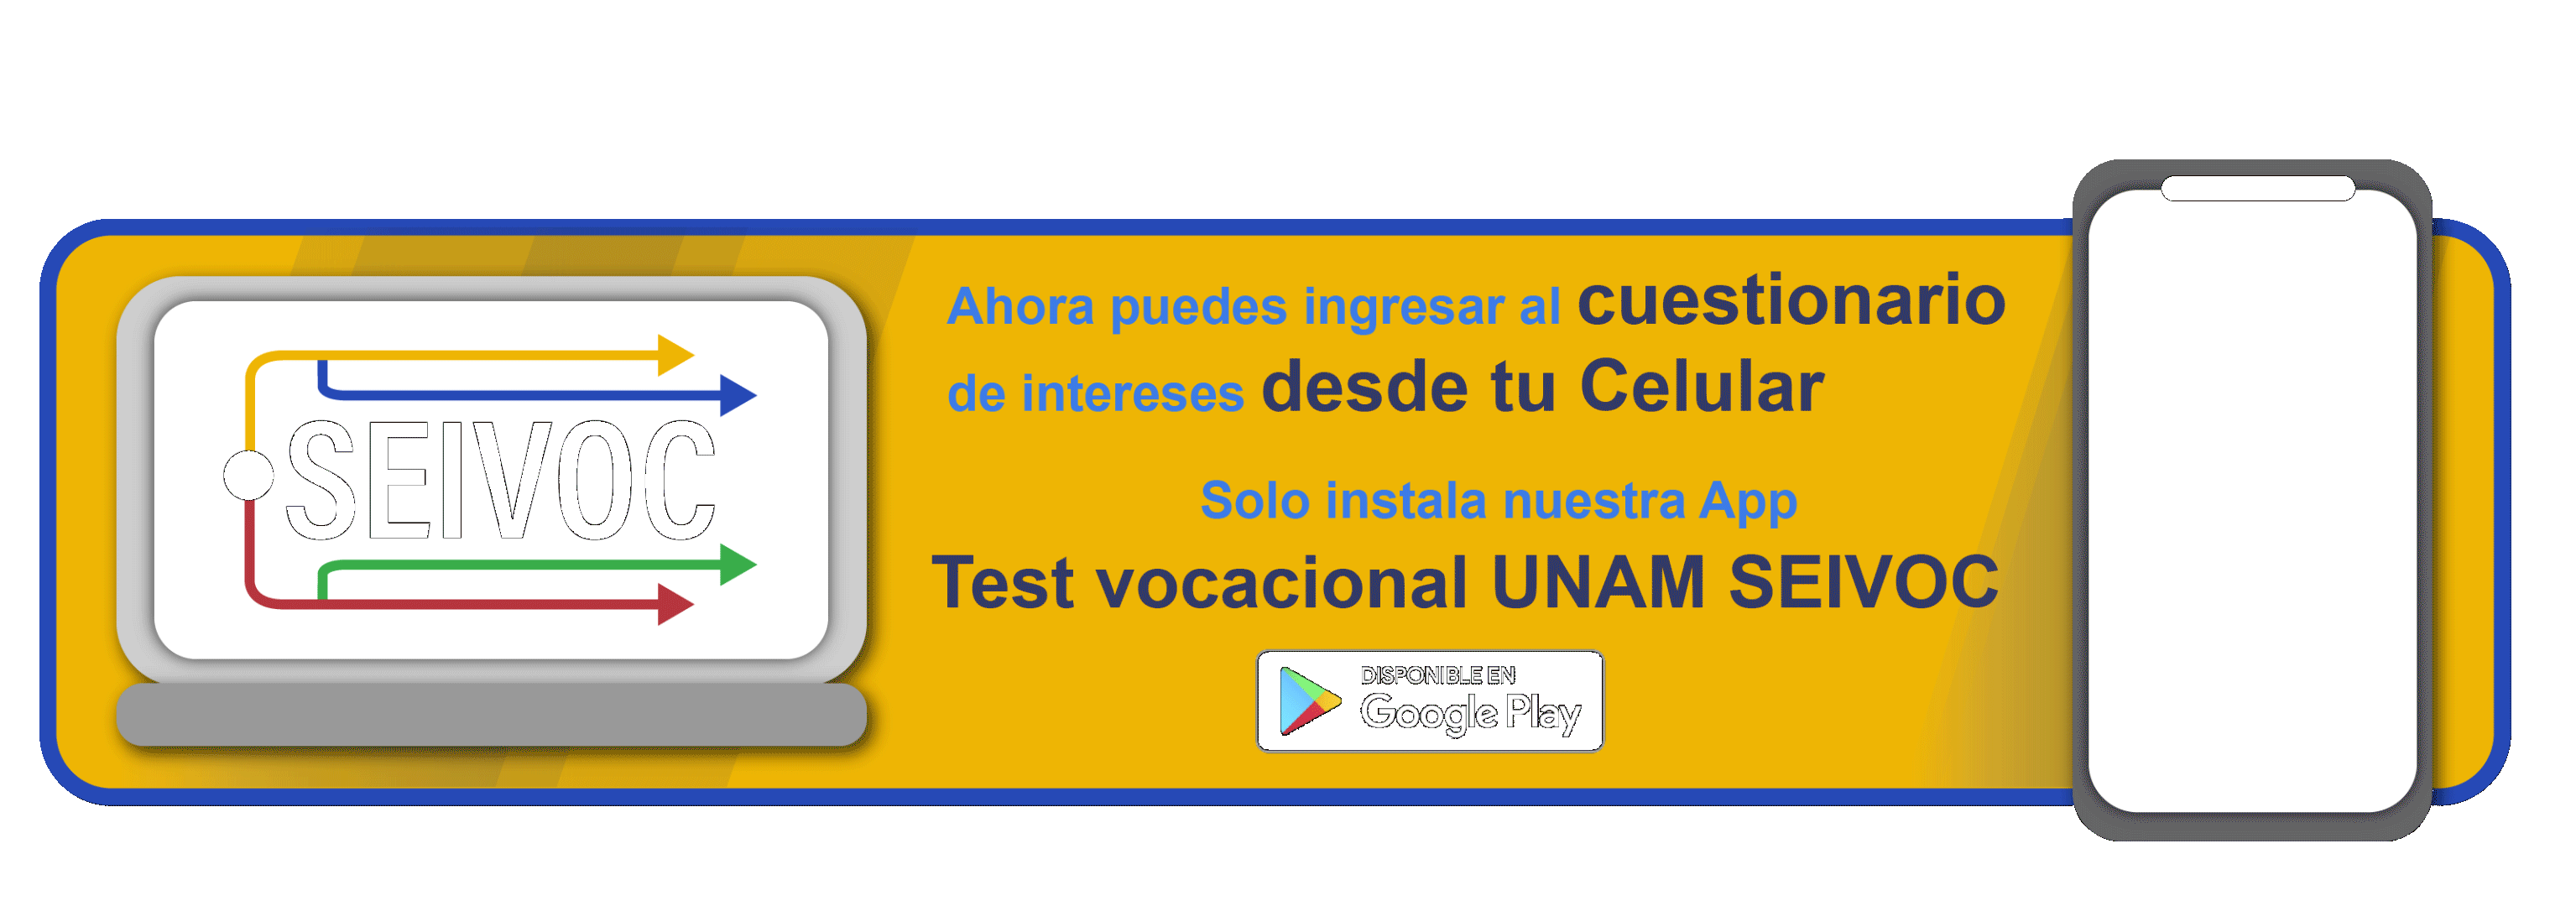 SEIVOC
Ahora puedes ingresar al cuestionario
de intereses desde tu Celular
Solo instala nuestra App
Test vocacional UNAM SEIVOC
DISPONIBLE EN
Google Play